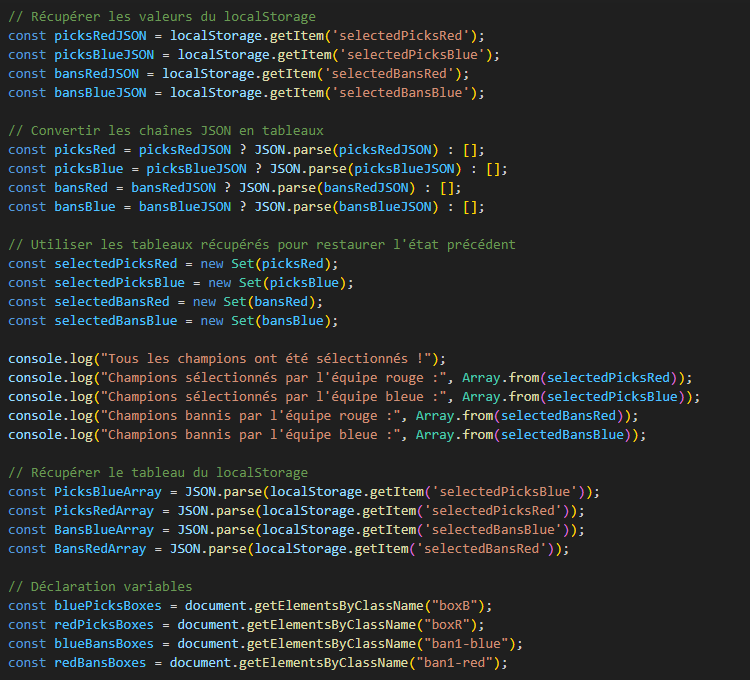 // Récupérer les valeurs du localStorage
const picksRedJSON = localStorage.getItem('selectedPicksRed');
const picksBlueJSON = localStorage.getItem('selectedPicksBlue');
const bansRedJSON = localStorage.getItem('selectedBansRed');
const bansBlueJSON = localStorage.getItem('selectedBansBlue');
// Convertir les chaînes JSON en tableaux
const picksRed = picksRedJSON ? JSON.parse(picksRedJSON) : [];
const picksBlue = picksBlueJSON ? JSON.parse(picksBlueJSON) : [];
const bansRed = bansRedJSON ? JSON.parse(bansRedJSON) : [];
const bansBlue = bansBlueJSON ? JSON.parse(bansBlueJSON) : [];
// Utiliser les tableaux récupérés pour restaurer l'état précédent
const selectedPicksRed = new Set(picksRed);
const selectedPicksBlue = new Set(picksBlue);
const selectedBansRed = new Set(bansRed);
const selectedBansBlue = new Set(bansBlue);
console.log("Tous les champions ont été sélectionnés !");
console.log("Champions sélectionnés par l'équipe rouge :", Array.from(selectedPicksRed));
console.log("Champions sélectionnés par l'équipe bleue :", Array.from(selectedPicksBlue));
console.log("Champions bannis par l'équipe rouge :", Array.from(selectedBansRed));
console.log("Champions bannis par l'équipe bleue :", Array.from(selectedBansBlue));
// Récupérer le tableau du localStorage
const PicksBlueArray = JSON.parse(localStorage.getItem('selectedPicksBlue'));
const PicksRedArray = JSON.parse(localStorage.getItem('selectedPicksRed'));
const BansBlueArray = JSON.parse(localStorage.getItem('selectedBansBlue'));
const BansRedArray = JSON.parse(localStorage.getItem('selectedBansRed'));
// Déclaration variables
const bluePicksBoxes = document.getElementsByClassName("boxB");
const redPicksBoxes = document.getElementsByClassName("boxR");
const blueBansBoxes = document.getElementsByClassName("ban1-blue");
const redBansBoxes = document.getElementsByClassName("ban1-red");